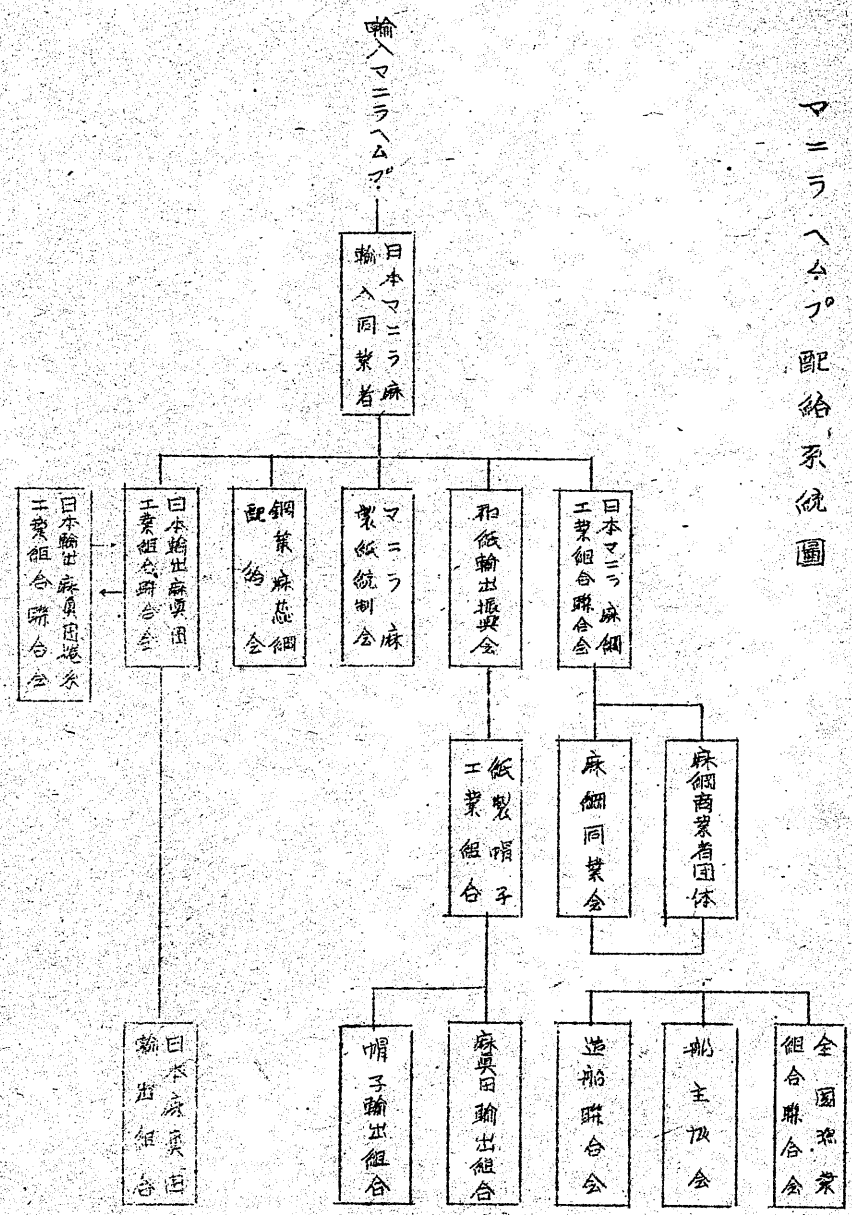 マニラヘムプ配給系統圖
輸入マニラヘムプ
日本マニラ麻
輸入同業者
日本マニラ麻綱
工業組合聯合会
和紙輸出振興会
マニラ麻
製紙統制会
鋼索麻芯綱
配給会
日本輸出麻眞田
工業組合聯合会
日本輸出麻眞田
工業組合聯合会
麻綱商業者団体
麻綱同業会
紙製帽子
工業組合
全国漁業
組合聯合会
船主協会
造船聯合会
麻眞田輸出組合
帽子輸出組合
日本麻眞田
輸出組合